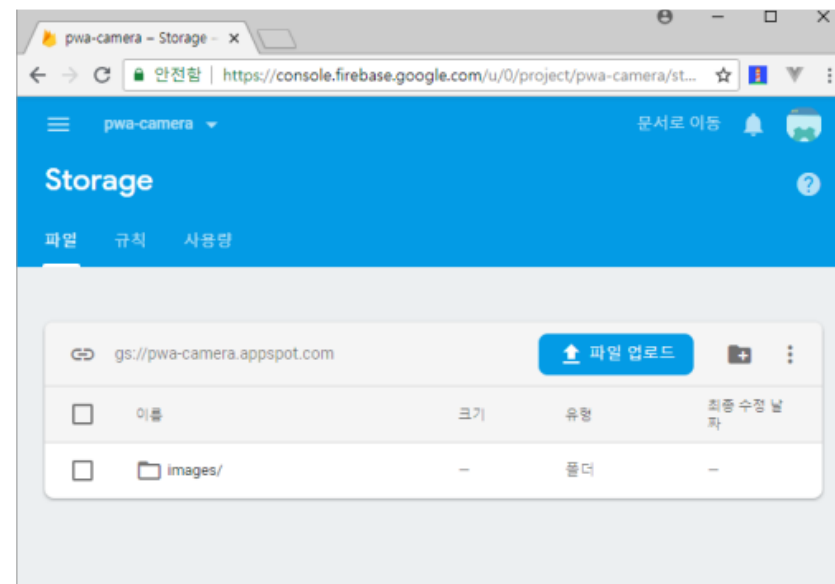 pwa-camera – Storage –
안전함 | https://console.firebase.google.com/u/0/project/pwa-camera/st...
pwa-camera
문서로 이동
Storage
파일 규칙 사용량
gs://pwa-camera.appspot.com
파일 업로드
이름 크기 유형 최종 수정 날
짜
images/ – 폴더 –